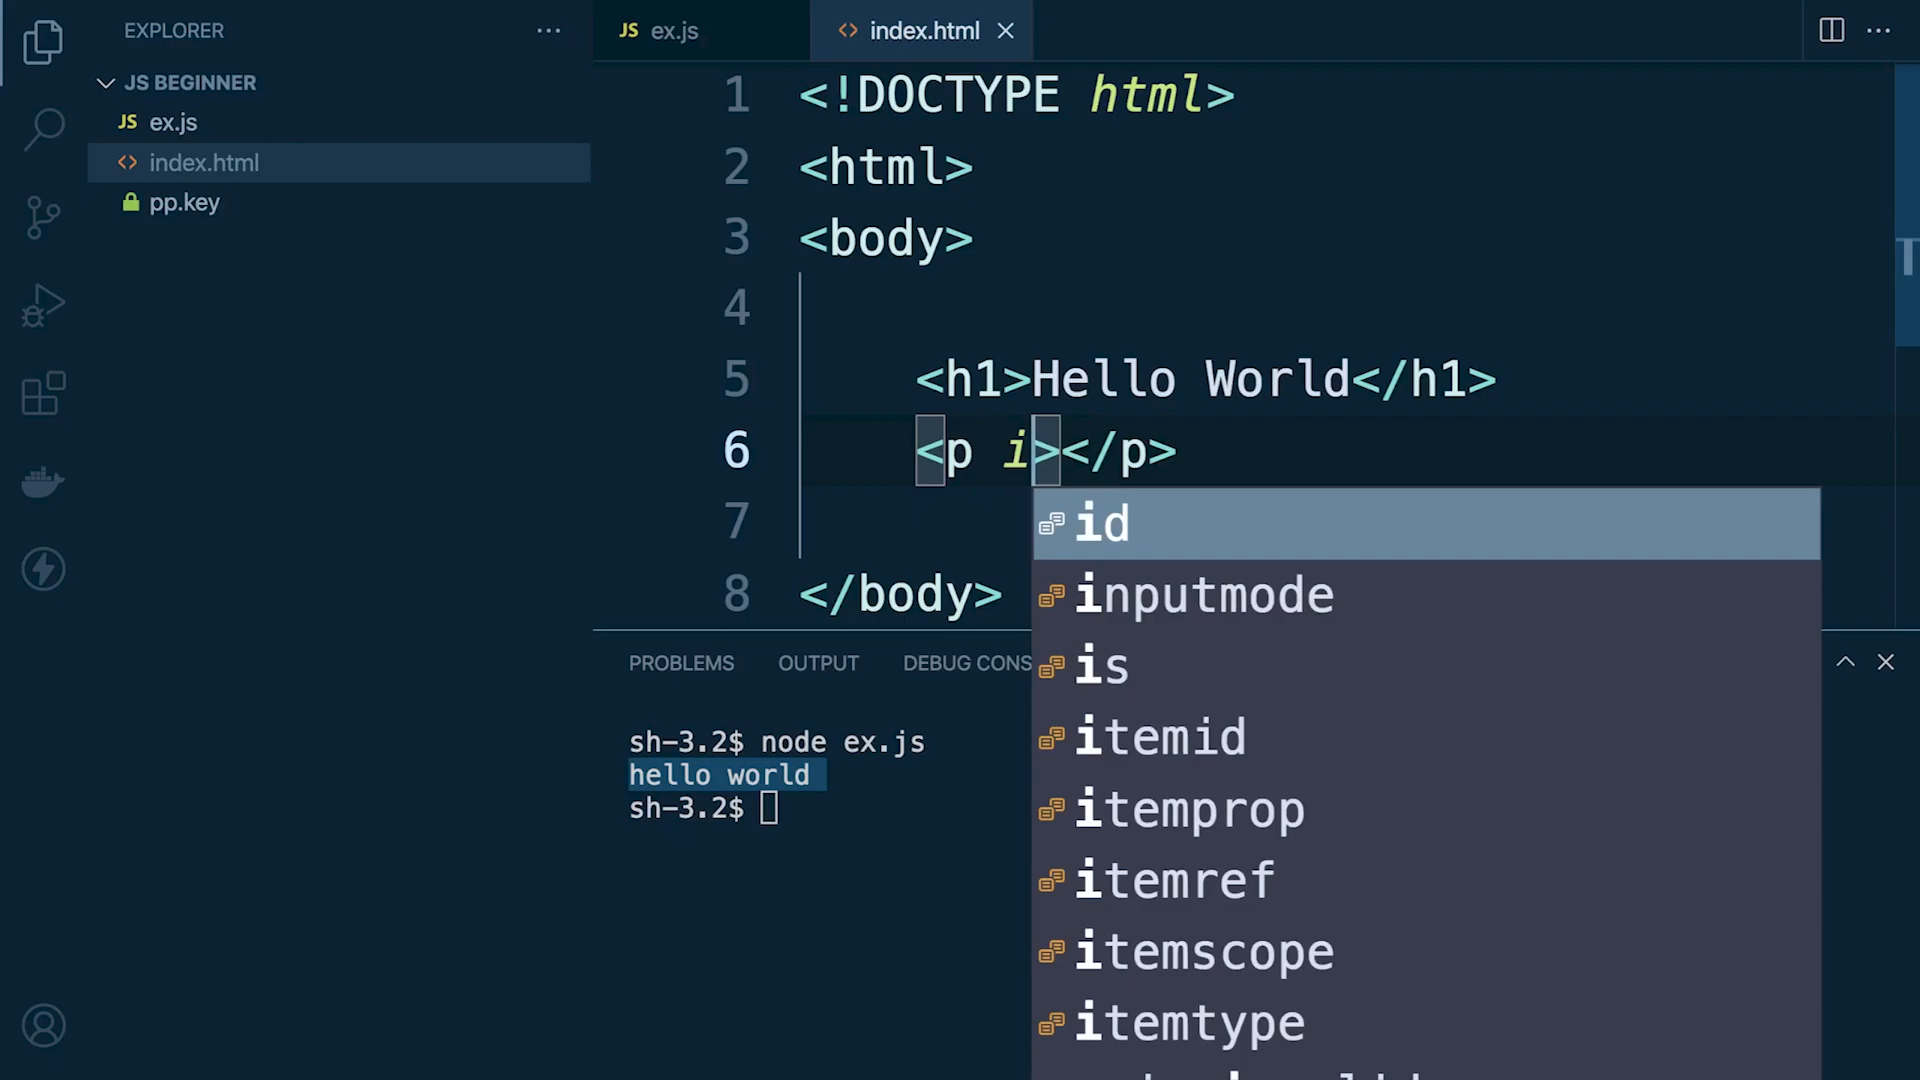 EXPLORER
JS BEGINNER
JS ex.js
<> index.html
pp.key
JS ex.js
<> index.html
1 <!DOCTYPE html>
2 <html>
3 <body>
4
5 <h1>Hello World</h1>
6 <p i></p>
7
8 </body>
id
inputmode
is
itemid
itemprop
itemref
itemscope
itemtype
PROBLEMS OUTPUT DEBUG CONS
sh-3.2$ node ex.js
hello world
sh-3.2$